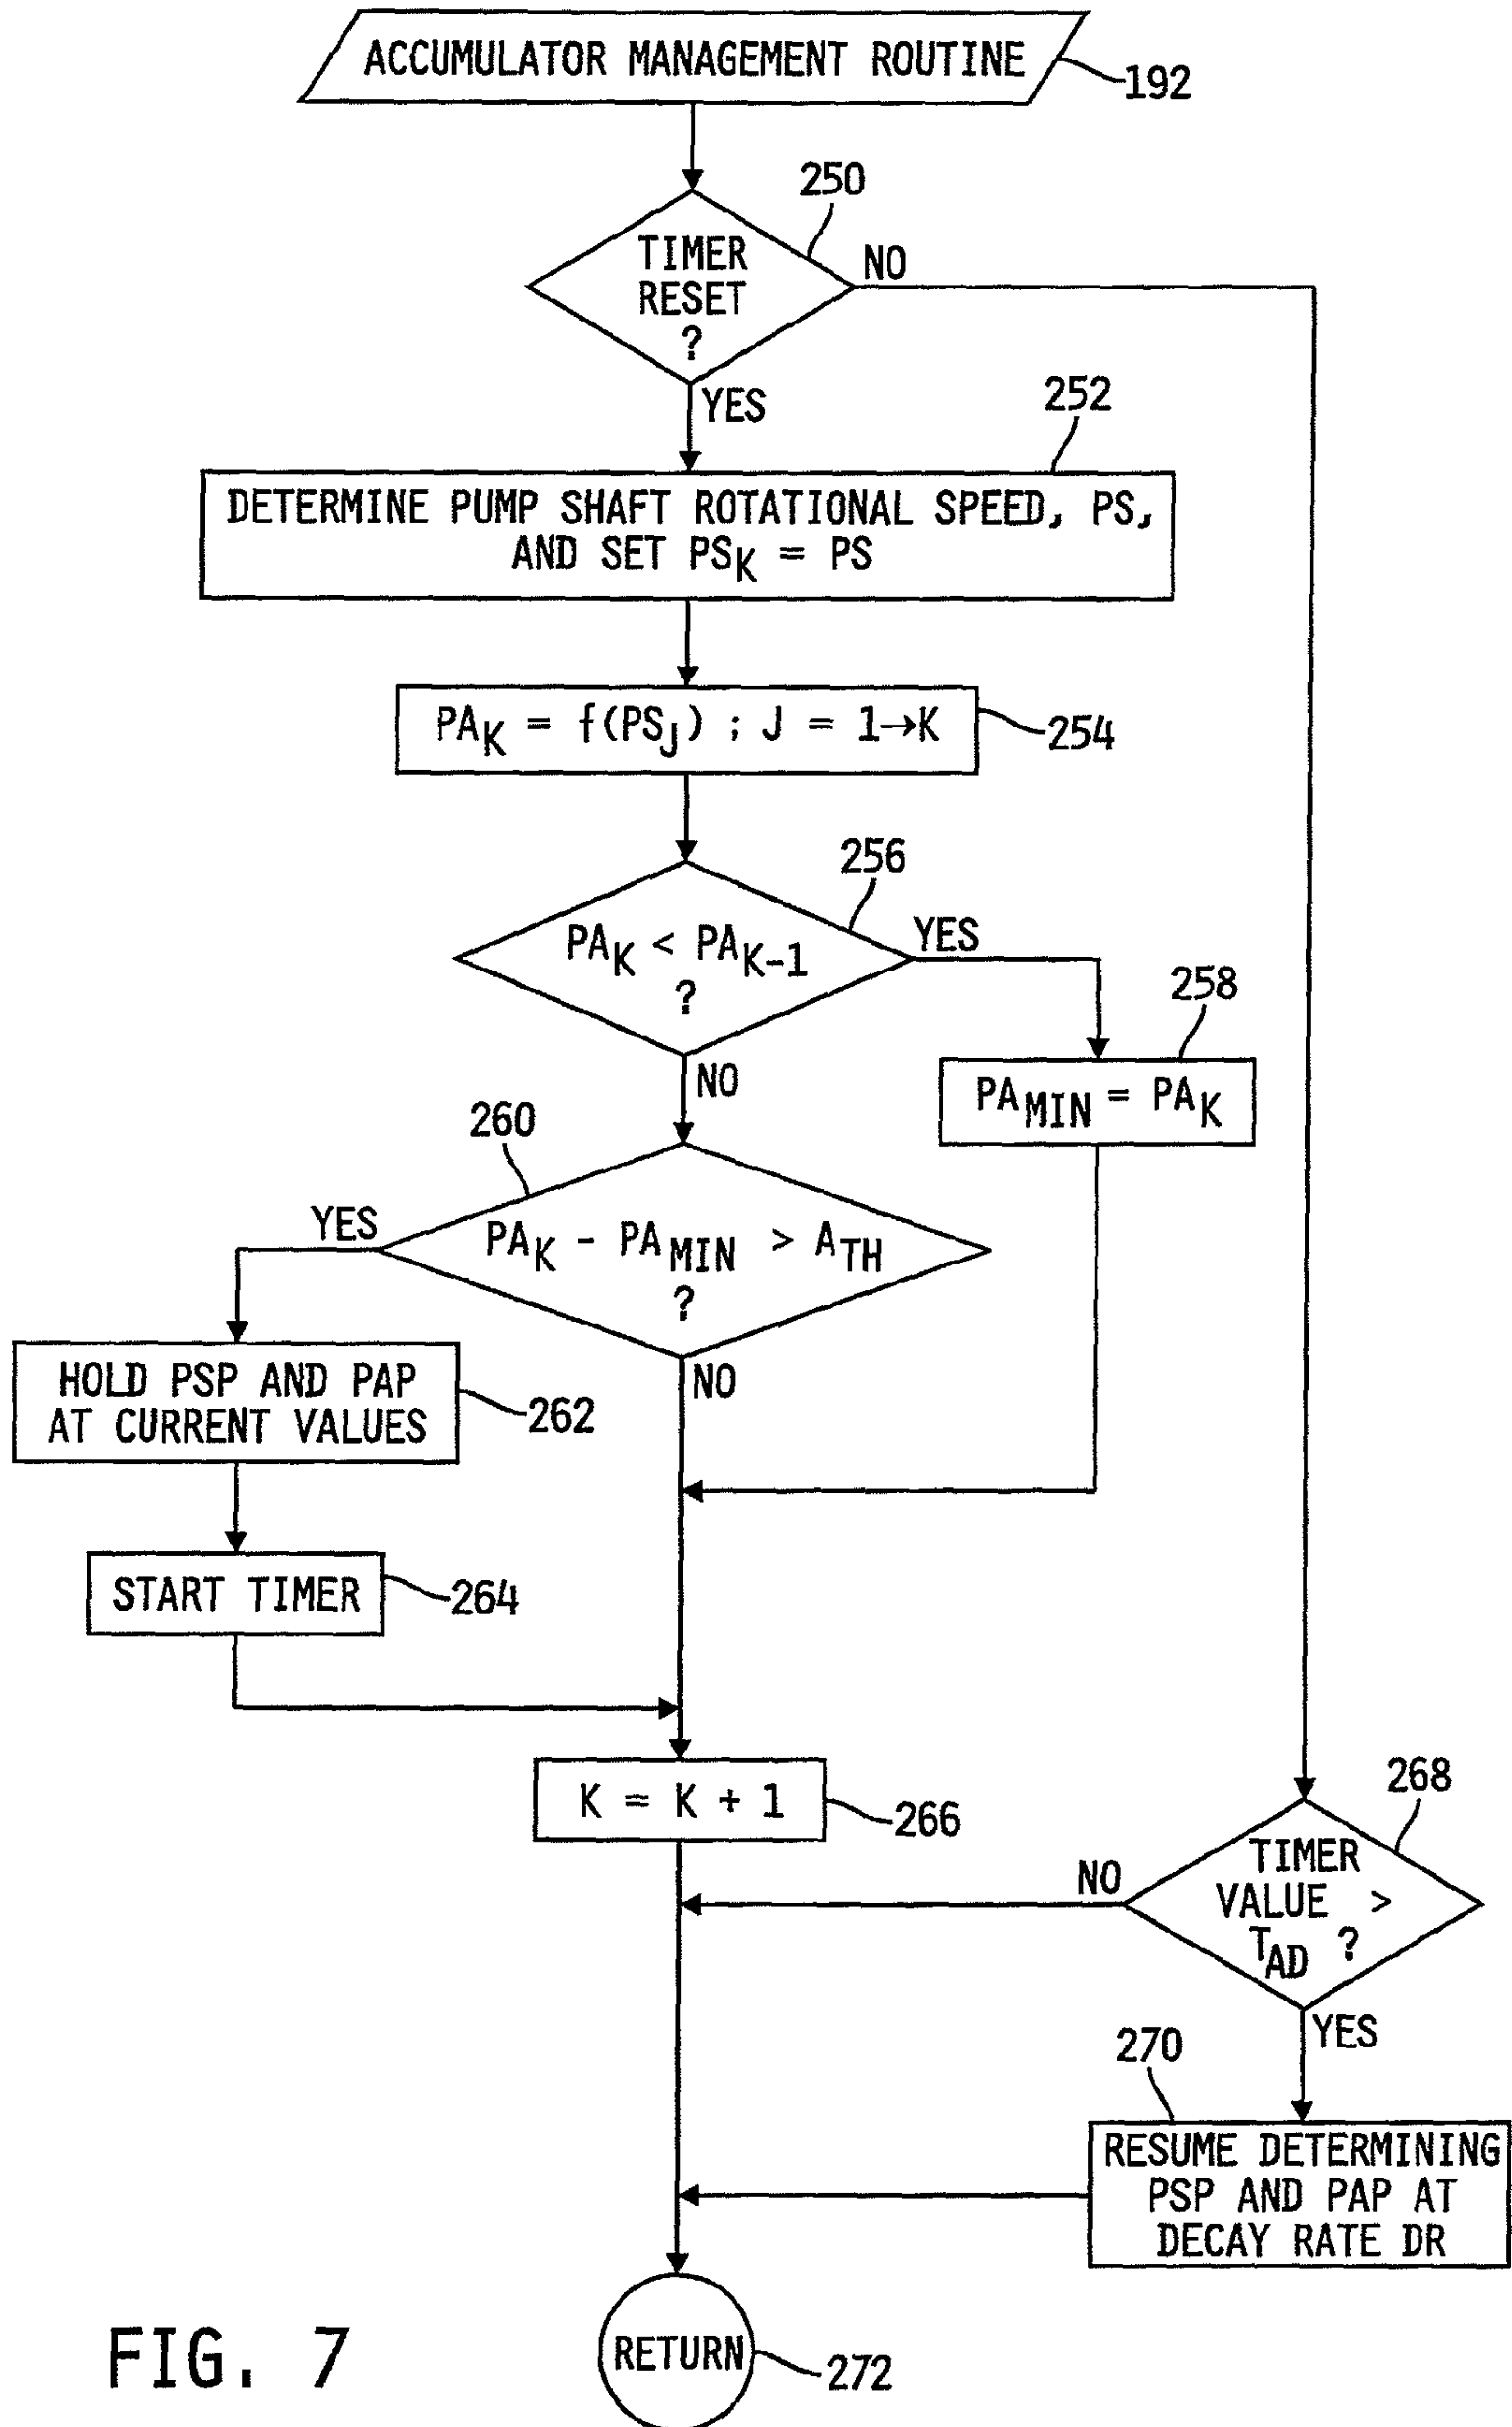 ACCUMULATOR MANAGEMENT ROUTINE
192
250
TIMER
RESET
?
NO
YES
252
DETERMINE PUMP SHAFT ROTATIONAL SPEED, PS,
AND SET PSK = PS
PAK = f(PSJ) ; J = 1→K
254
256
PAK < PAK-1
?
YES
258
NO
PAMIN = PAK
260
YES
PAK - PAMIN > ATH
?
NO
HOLD PSP AND PAP
AT CURRENT VALUES
262
START TIMER
264
K = K + 1
266
268
TIMER
VALUE >
TAD ?
NO
YES
270
RESUME DETERMINING
PSP AND PAP AT
DECAY RATE DR
RETURN
272
FIG. 7